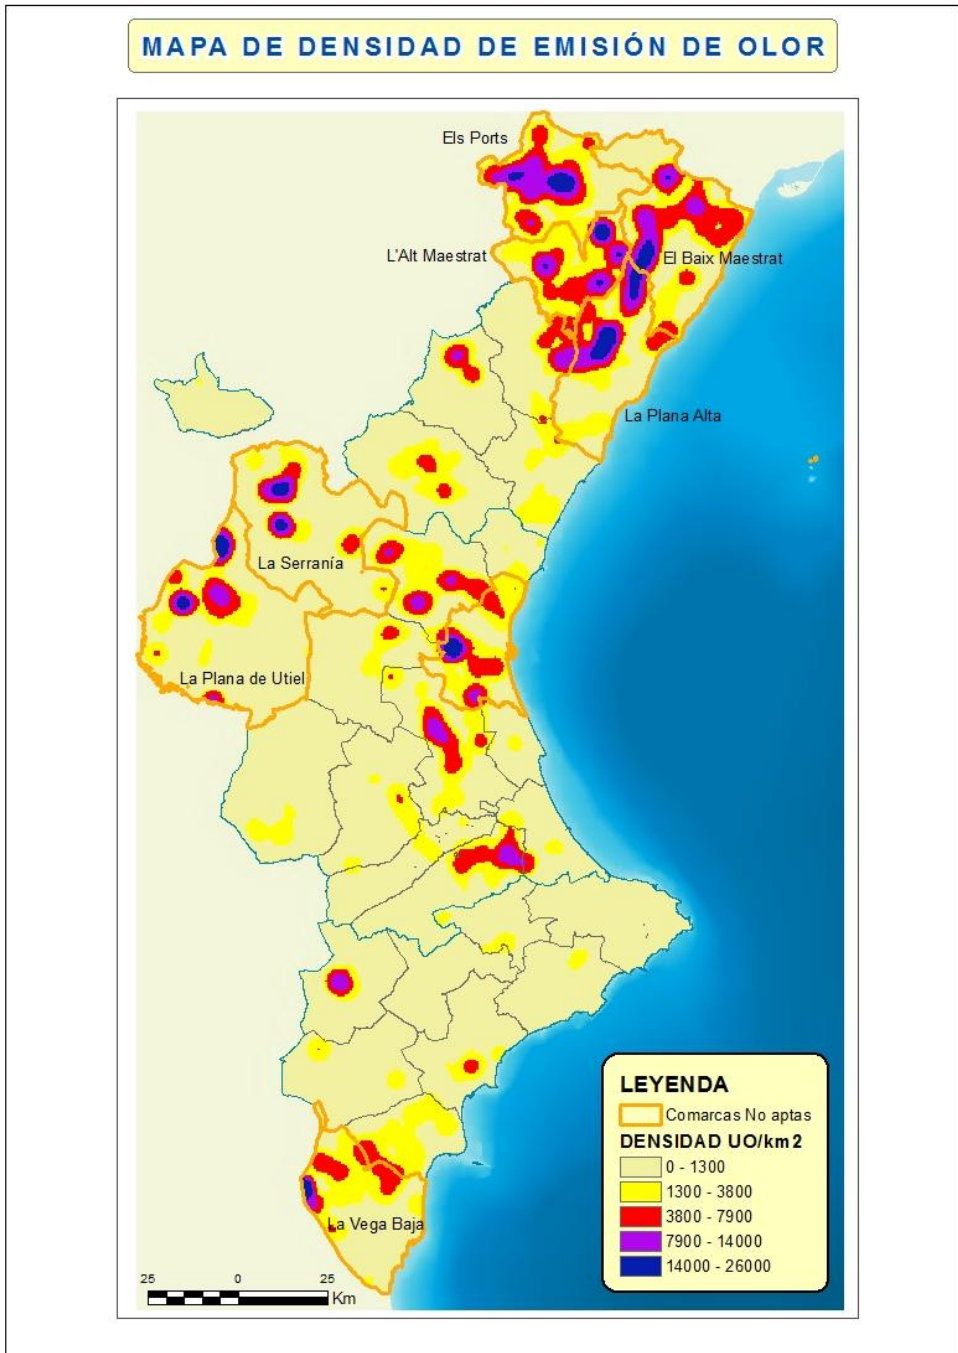 MAPA DE DENSIDAD DE EMISIÓN DE OLOR
Els Ports
L'Alt Maestrat
El Baix Maestrat
La Plana Alta
La Serranía
La Plana de Utiel
La Vega Baja
LEYENDA
Comarcas No aptas
DENSIDAD UO/km2
0 - 1300
1300 - 3800
3800 - 7900
7900 - 14000
14000 - 26000
25 0 25
Km